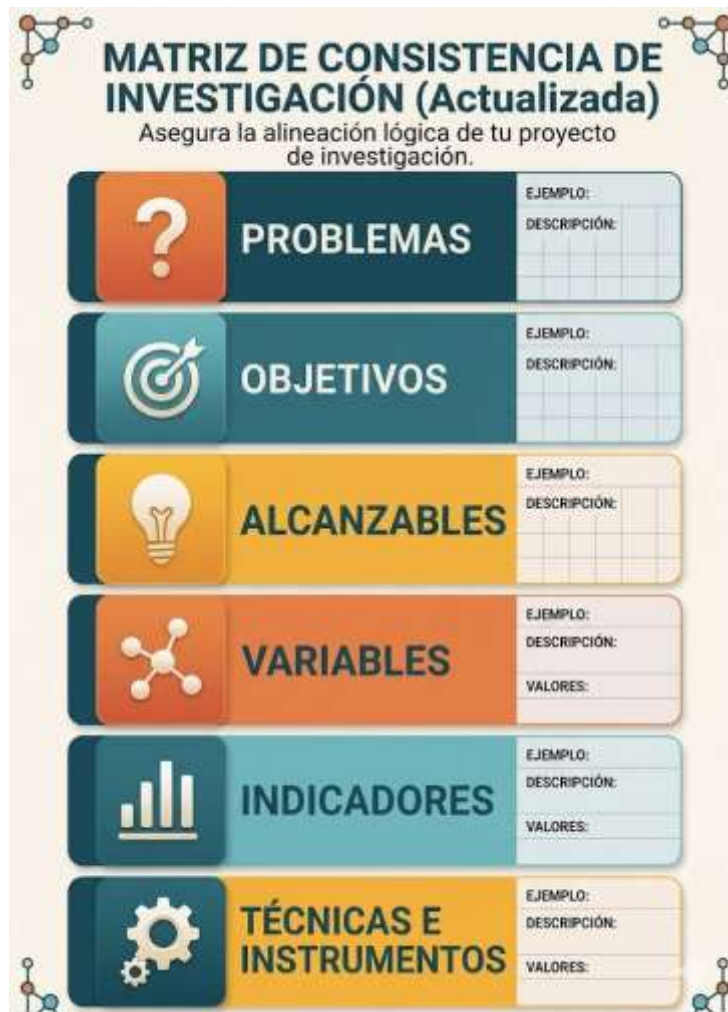 MATRIZ DE CONSISTENCIA DE
INVESTIGACIÓN (Actualizada)
Asegura la alineación lógica de tu proyecto
de investigación.
PROBLEMAS
EJEMPLO:
DESCRIPCIÓN:
OBJETIVOS
EJEMPLO:
DESCRIPCIÓN:
ALCANZABLES
EJEMPLO:
DESCRIPCIÓN:
VARIABLES
EJEMPLO:
DESCRIPCIÓN:
VALORES:
INDICADORES
EJEMPLO:
DESCRIPCIÓN:
VALORES:
TÉCNICAS E
INSTRUMENTOS
EJEMPLO:
DESCRIPCIÓN:
VALORES: